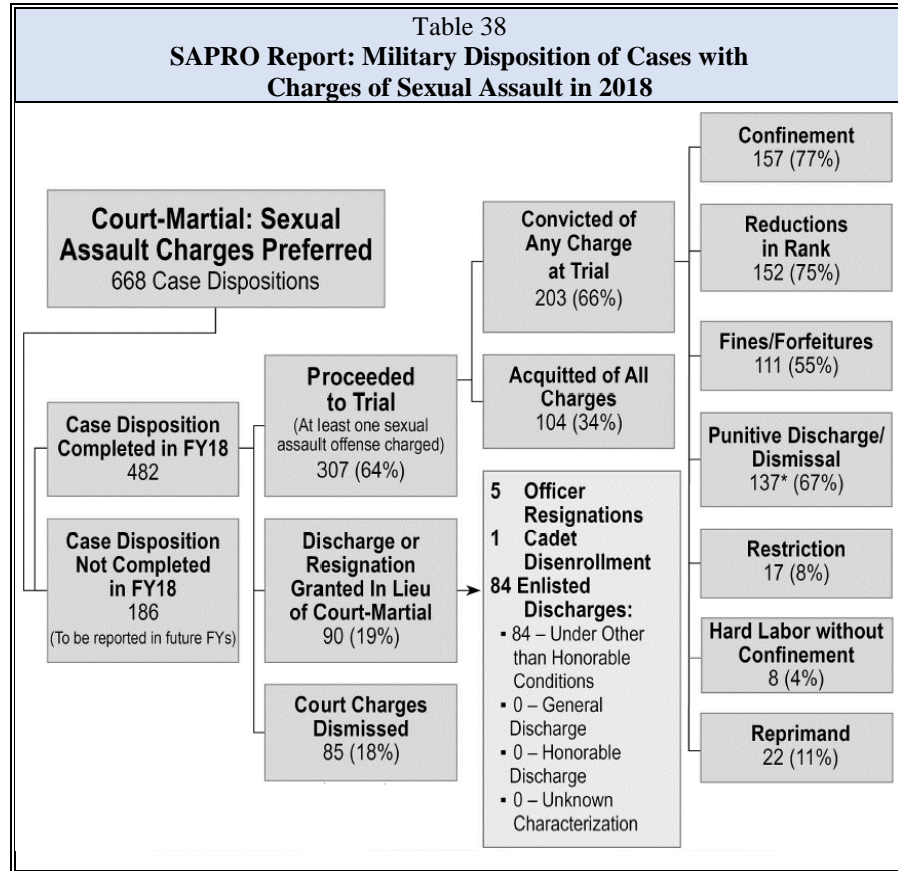 Table 38
SAPRO Report: Military Disposition of Cases with
Charges of Sexual Assault in 2018
Court-Martial: Sexual
Assault Charges Preferred
668 Case Dispositions
Case Disposition
Completed in FY18
482
Case Disposition
Not Completed
in FY18
186
(To be reported in future FYs)
Proceeded
to Trial
(At least one sexual
assault offense charged)
307 (64%)
Discharge or
Resignation
Granted In Lieu
of Court-Martial
90 (19%)
Court Charges
Dismissed
85 (18%)
Convicted of
Any Charge
at Trial
203 (66%)
Acquitted of All
Charges
104 (34%)
5 Officer
Resignations
1 Cadet
Disenrollment
84 Enlisted
Discharges:
▪ 84 – Under Other
than Honorable
Conditions
▪ 0 – General
Discharge
▪ 0 – Honorable
Discharge
▪ 0 – Unknown
Characterization
Confinement
157 (77%)
Reductions
in Rank
152 (75%)
Fines/Forfeitures
111 (55%)
Punitive Discharge/
Dismissal
137* (67%)
Restriction
17 (8%)
Hard Labor without
Confinement
8 (4%)
Reprimand
22 (11%)